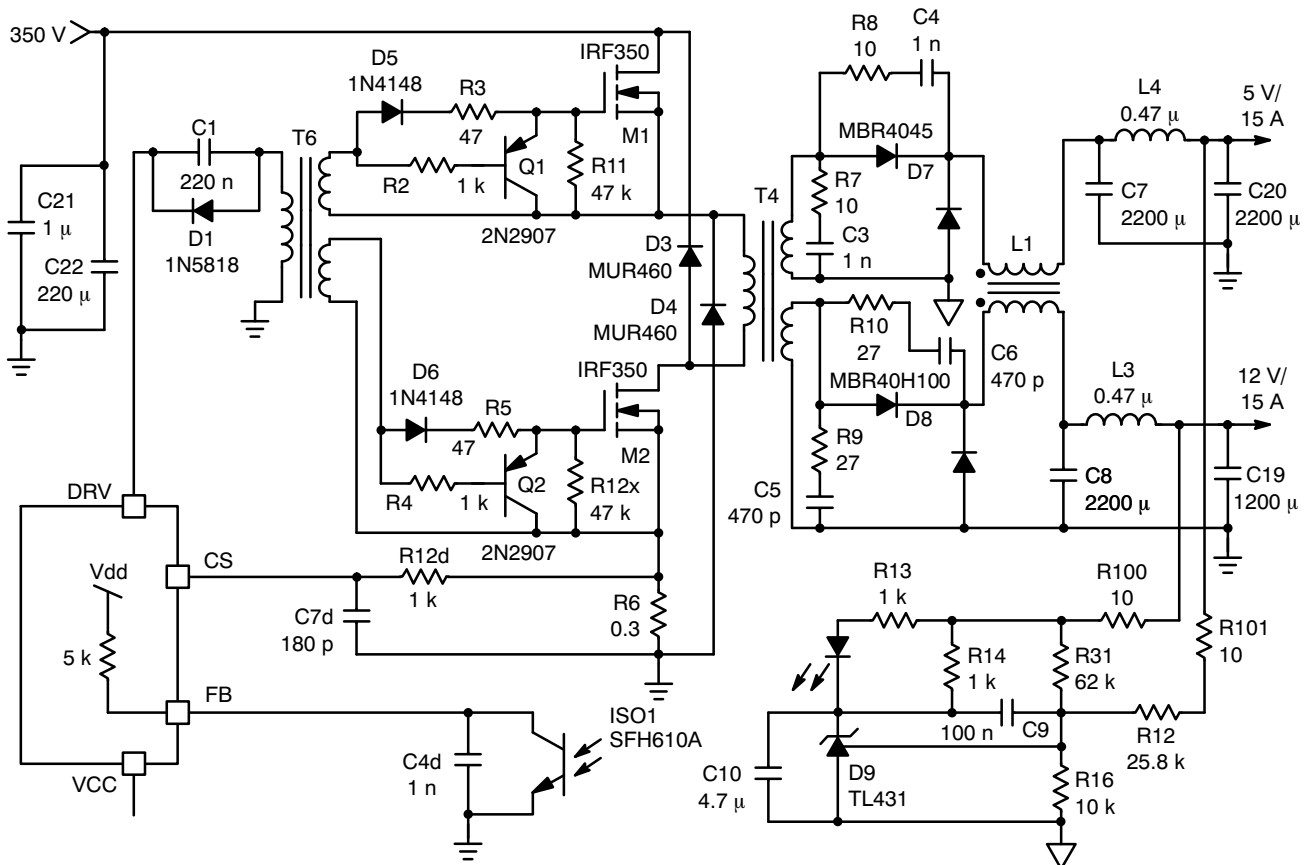 350 V
C21
1 μ
C22
220 μ
C1
220 n
D1
1N5818
T6
D5
1N4148
R3
47
R2
1 k
Q1
2N2907
R11
47 k
IRF350
M1
D3
MUR460
D4
MUR460
D6
1N4148
R5
47
R4
1 k
Q2
2N2907
R12x
47 k
IRF350
M2
T4
R8
10
C4
1 n
MBR4045
D7
R7
10
C3
1 n
R10
27
C6
470 p
MBR40H100
D8
R9
27
C5
470 p
L1
L4
0.47 μ
5 V/
15 A
C7
2200 μ
C20
2200 μ
L3
0.47 μ
12 V/
15 A
C8
2200 μ
C19
1200 μ
DRV
CS
Vdd
5 k
FB
VCC
R12d
1 k
C7d
180 p
R6
0.3
C4d
1 n
ISO1
SFH610A
R13
1 k
R100
10
R14
1 k
R31
62 k
R101
10
100 n
C9
R12
25.8 k
C10
4.7 μ
D9
TL431
R16
10 k